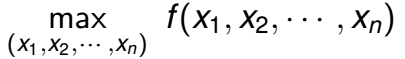 max f(x₁, x₂, ⋯ , xₙ)
(x₁,x₂,⋯ ,xₙ)